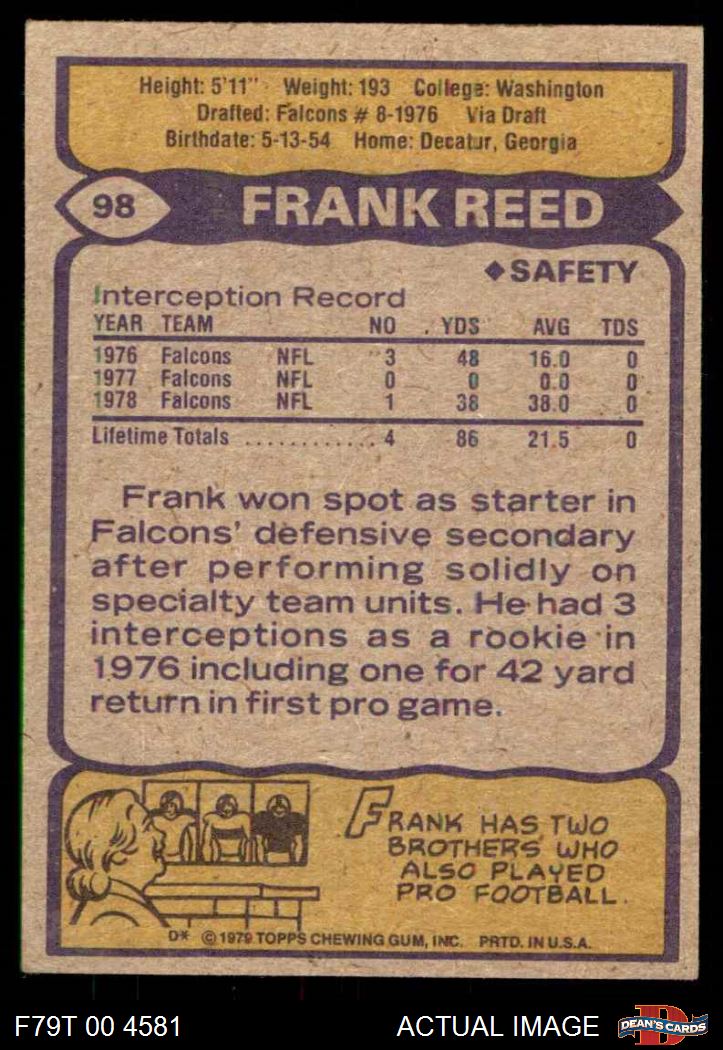 Height: 5'11" Weight: 193 College: Washington
Drafted: Falcons # 8-1976 Via Draft
Birthdate: 5-13-54 Home: Decatur, Georgia
98 FRANK REED
◆SAFETY
Interception Record
YEAR TEAM NO YDS AVG TDS
1976 Falcons NFL 3 48 16.0 0
1977 Falcons NFL 0 0 0.0 0
1978 Falcons NFL 1 38 38.0 0
Lifetime Totals ............ 4 86 21.5 0
Frank won spot as starter in
Falcons' defensive secondary
after performing solidly on
specialty team units. He had 3
interceptions as a rookie in
1976 including one for 42 yard
return in first pro game.
FRANK HAS TWO
BROTHERS WHO
ALSO PLAYED
PRO FOOTBALL.
D* © 1979 TOPPS CHEWING GUM, INC. PRTD. IN U.S.A.
F79T 00 4581 ACTUAL IMAGE D DEAN'S CARDS